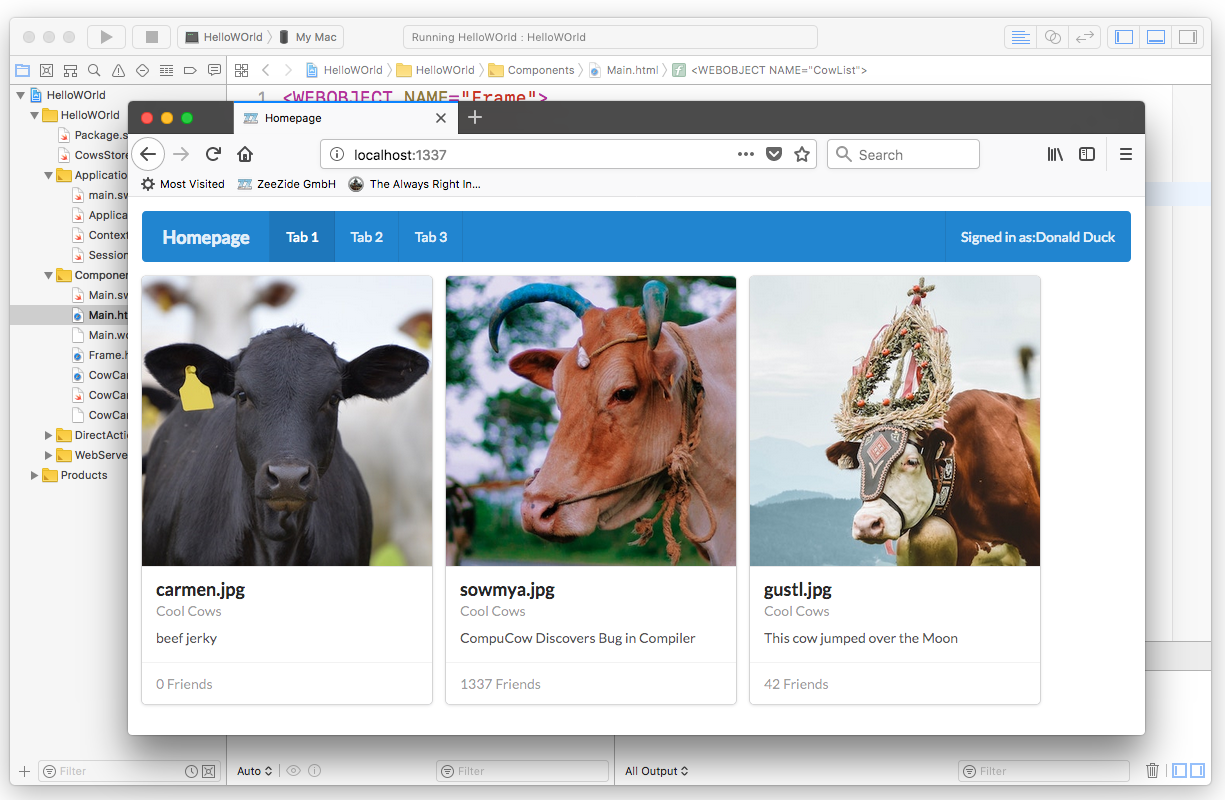 HelloWOrld
My Mac
Running HelloWOrld : HelloWOrld
HelloWOrld
HelloWOrld
Components
Main.html
<WEBOBJECT NAME="CowList">
HelloWOrld
HelloWOrld
Package.s
CowsStore
Applicatio
main.sw
Applica
Context
Session
Componen
Main.sw
Main.ht
Main.wo
Frame.h
CowCar
CowCar
CowCar
DirectActio
WebServe
Products
1 <WEBOBJECT NAME="Frame">
Homepage
localhost:1337
Search
Most Visited
ZeeZide GmbH
The Always Right In...
Homepage
Tab 1
Tab 2
Tab 3
Signed in as:Donald Duck
carmen.jpg
Cool Cows
beef jerky
0 Friends
sowmya.jpg
Cool Cows
CompuCow Discovers Bug in Compiler
1337 Friends
gustl.jpg
Cool Cows
This cow jumped over the Moon
42 Friends
Filter
Auto
Filter
All Output
Filter